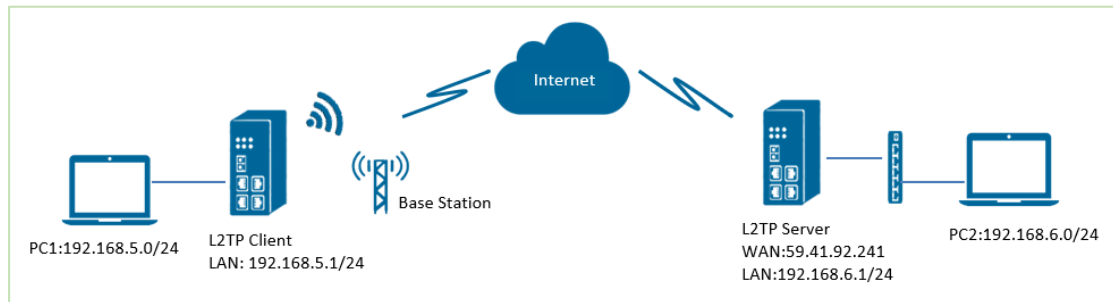 Internet
Base Station
PC1:192.168.5.0/24
L2TP Client
LAN: 192.168.5.1/24
L2TP Server
WAN:59.41.92.241
LAN:192.168.6.1/24
PC2:192.168.6.0/24